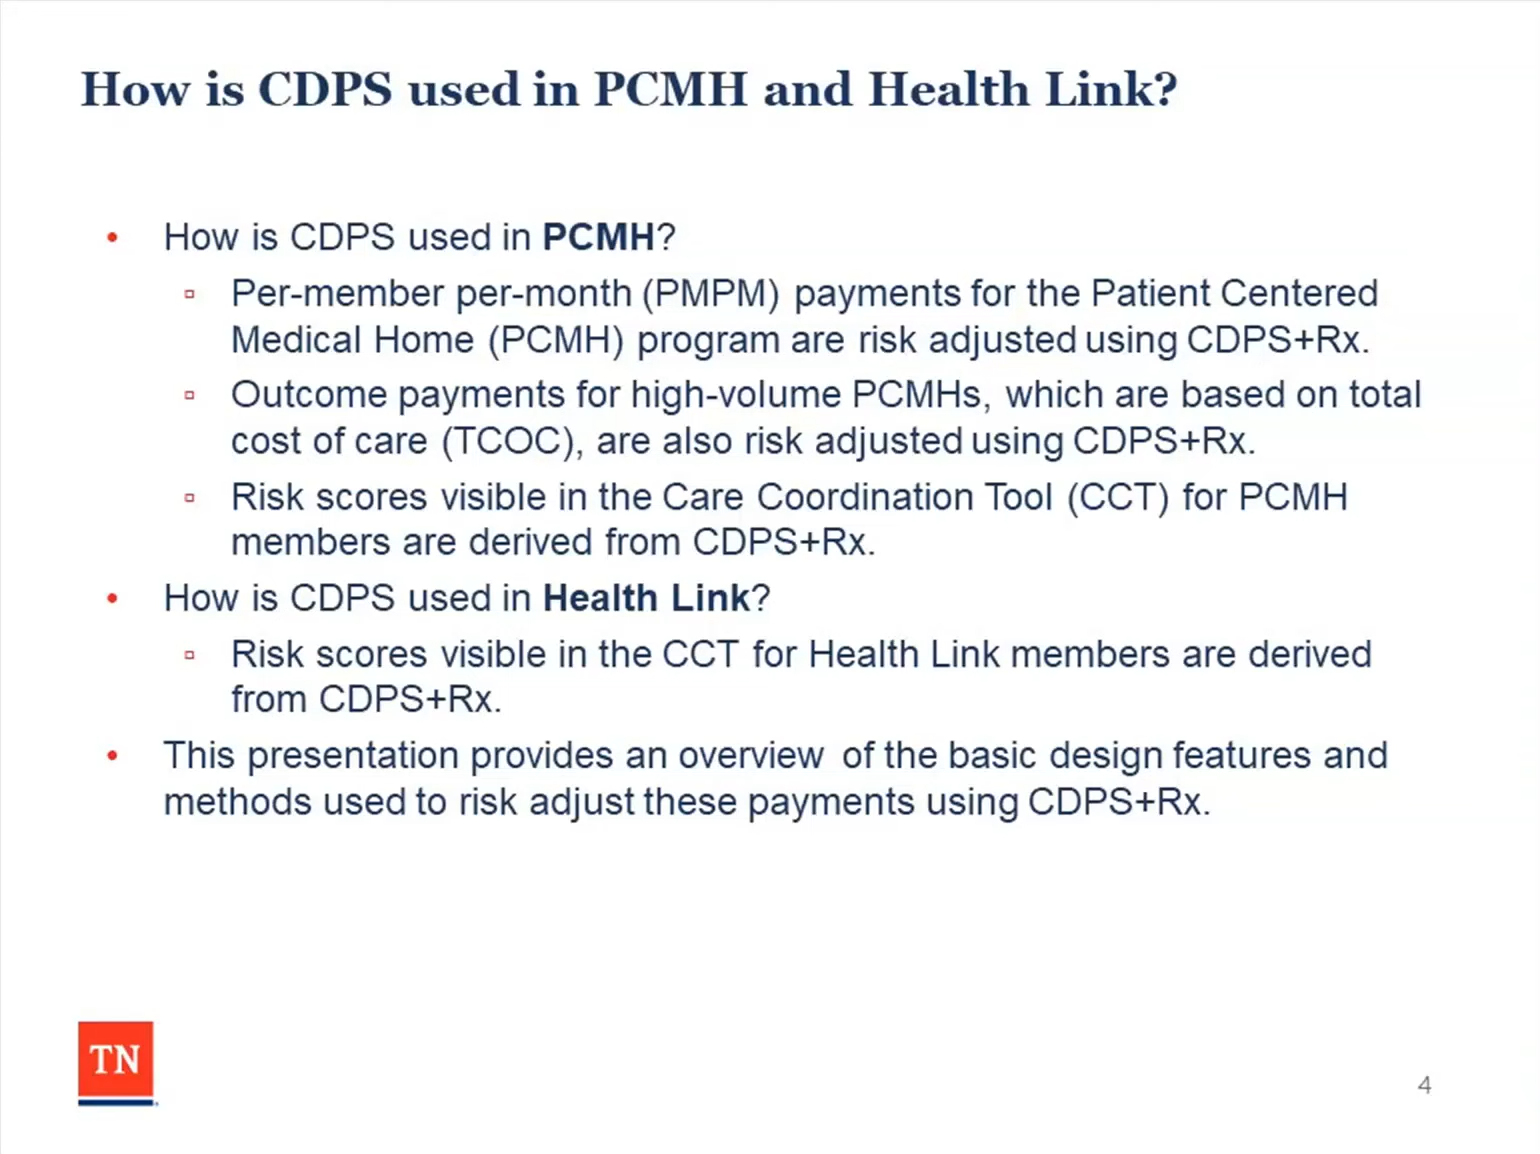 How is CDPS used in PCMH and Health Link?
• How is CDPS used in PCMH?
▫ Per-member per-month (PMPM) payments for the Patient Centered
Medical Home (PCMH) program are risk adjusted using CDPS+Rx.
▫ Outcome payments for high-volume PCMHs, which are based on total
cost of care (TCOC), are also risk adjusted using CDPS+Rx.
▫ Risk scores visible in the Care Coordination Tool (CCT) for PCMH
members are derived from CDPS+Rx.
• How is CDPS used in Health Link?
▫ Risk scores visible in the CCT for Health Link members are derived
from CDPS+Rx.
• This presentation provides an overview of the basic design features and
methods used to risk adjust these payments using CDPS+Rx.
TN
4